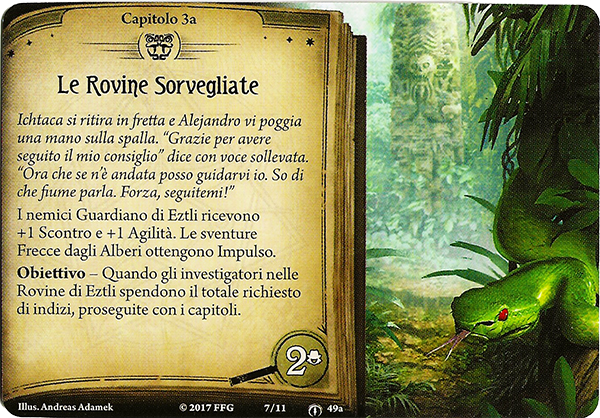 Capitolo 3a
Le Rovine Sorvegliate
Ichtaca si ritira in fretta e Alejandro vi poggia
una mano sulla spalla. “Grazie per avere
seguito il mio consiglio” dice con voce sollevata.
“Ora che se n’è andata posso guidarvi io. So di
che fiume parla. Forza, seguitemi!”
I nemici Guardiano di Eztli ricevono
+1 Scontro e +1 Agilità. Le sventure
Frecce dagli Alberi ottengono Impulso.
Obiettivo – Quando gli investigatori nelle
Rovine di Eztli spendono il totale richiesto
di indizi, proseguite con i capitoli.
2
Illus. Andreas Adamek © 2017 FFG 7/11 49a